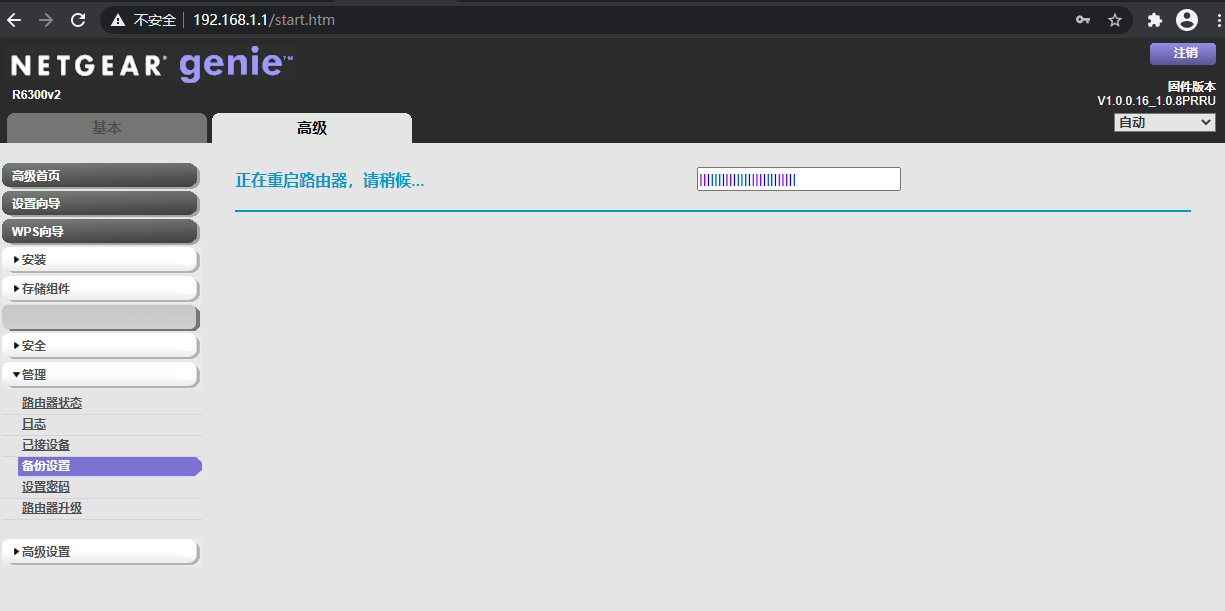 不安全 192.168.1.1/start.htm
NETGEAR® genie™
注销
R6300v2
固件版本
V1.0.0.16_1.0.8PRRU
基本
高级
自动
高级首页
正在重启路由器，请稍候...
设置向导
WPS向导
安装
存储组件
安全
管理
路由器状态
日志
已接设备
备份设置
设置密码
路由器升级
高级设置